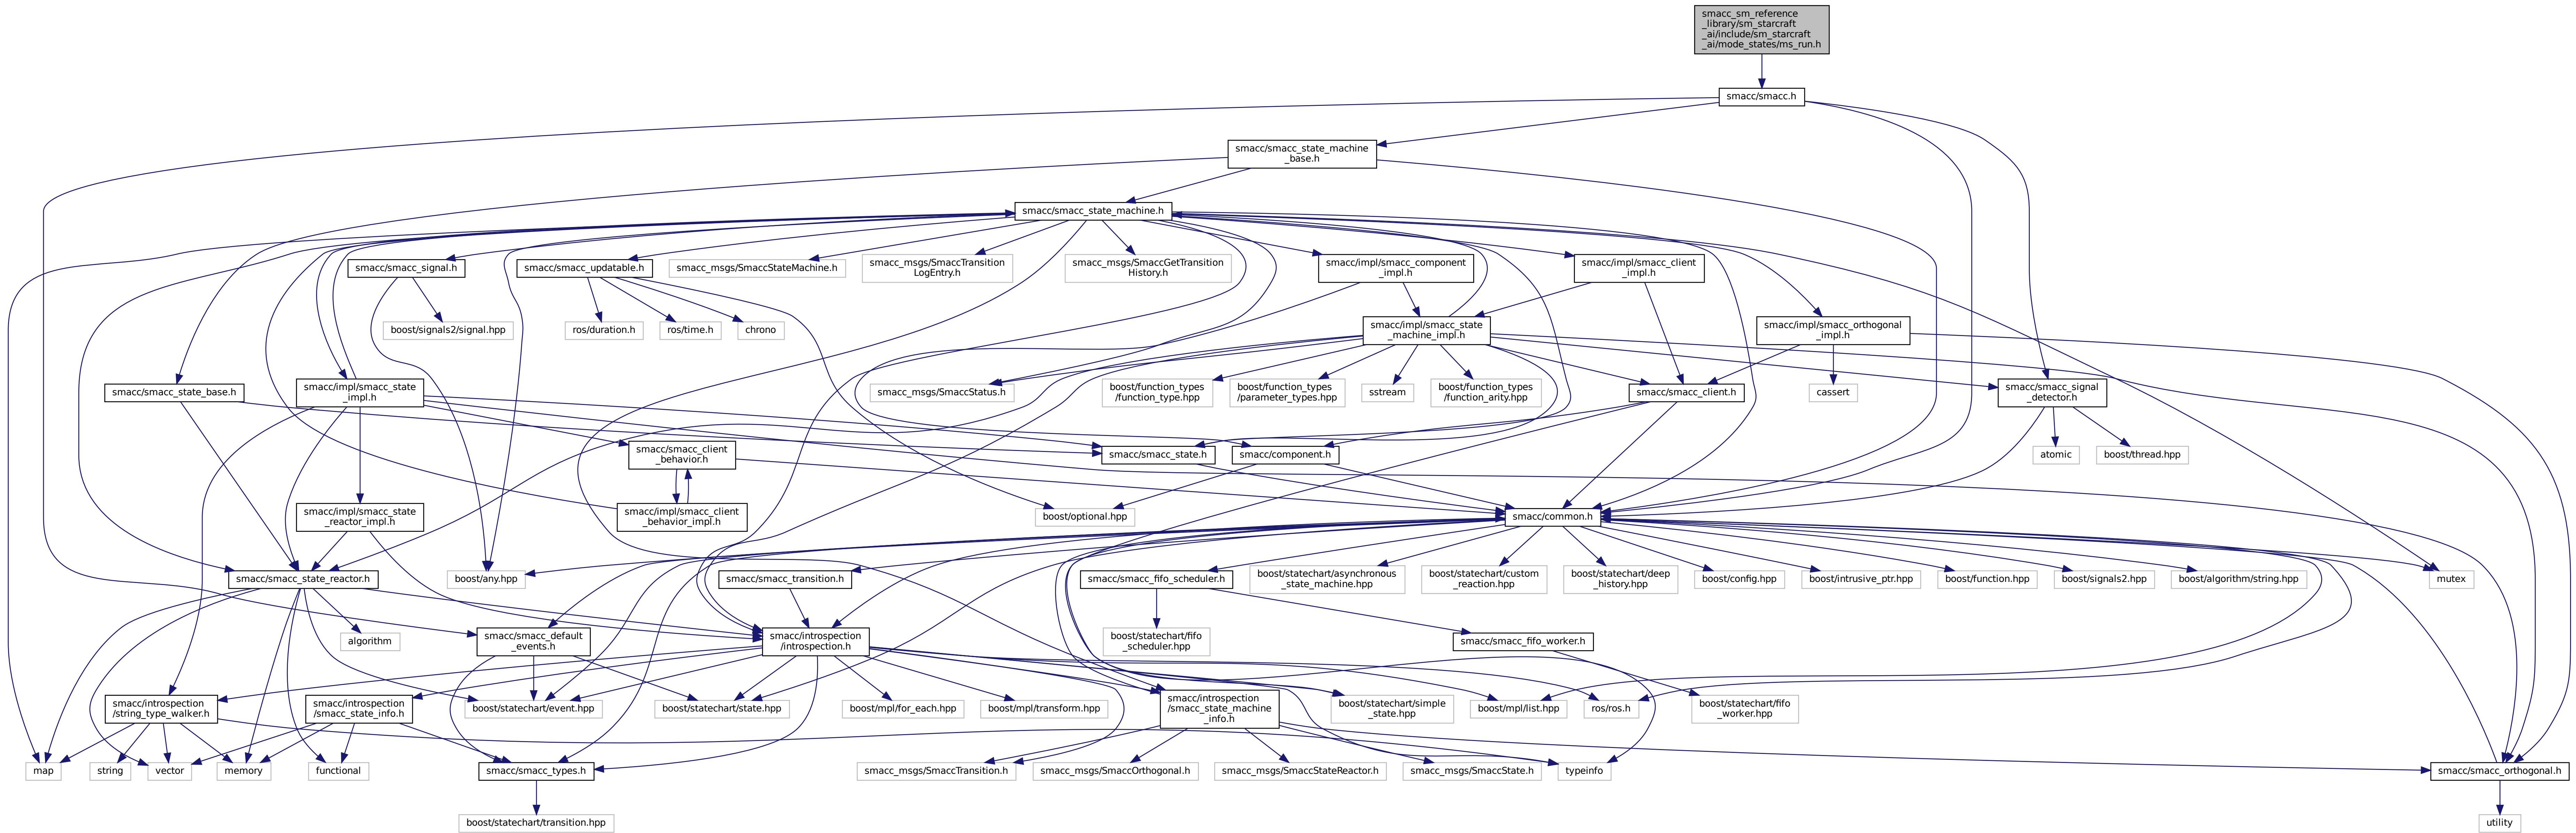 smacc_sm_reference
_library/sm_starcraft
_ai/include/sm_starcraft
_ai/mode_states/ms_run.h
smacc/smacc.h
smacc/smacc_state_machine
_base.h
smacc/smacc_state_machine.h
smacc/smacc_signal.h
smacc/smacc_updatable.h
smacc_msgs/SmaccStateMachine.h
smacc_msgs/SmaccTransition
LogEntry.h
smacc_msgs/SmaccGetTransition
History.h
smacc/impl/smacc_component
_impl.h
smacc/impl/smacc_client
_impl.h
boost/signals2/signal.hpp
ros/duration.h
ros/time.h
chrono
smacc/impl/smacc_state
_machine_impl.h
smacc/impl/smacc_orthogonal
_impl.h
smacc/smacc_state_base.h
smacc/impl/smacc_state
_impl.h
smacc_msgs/SmaccStatus.h
boost/function_types
/function_type.hpp
boost/function_types
/parameter_types.hpp
sstream
boost/function_types
/function_arity.hpp
smacc/smacc_client.h
cassert
smacc/smacc_signal
_detector.h
smacc/smacc_client
_behavior.h
smacc/smacc_state.h
smacc/component.h
atomic
boost/thread.hpp
smacc/impl/smacc_state
_reactor_impl.h
smacc/impl/smacc_client
_behavior_impl.h
boost/optional.hpp
smacc/common.h
smacc/smacc_state_reactor.h
boost/any.hpp
smacc/smacc_transition.h
smacc/smacc_fifo_scheduler.h
boost/statechart/asynchronous
_state_machine.hpp
boost/statechart/custom
_reaction.hpp
boost/statechart/deep
_history.hpp
boost/config.hpp
boost/intrusive_ptr.hpp
boost/function.hpp
boost/signals2.hpp
boost/algorithm/string.hpp
mutex
algorithm
smacc/smacc_default
_events.h
smacc/introspection
/introspection.h
boost/statechart/fifo
_scheduler.hpp
smacc/smacc_fifo_worker.h
smacc/introspection
/string_type_walker.h
smacc/introspection
/smacc_state_info.h
boost/statechart/event.hpp
boost/statechart/state.hpp
boost/mpl/for_each.hpp
boost/mpl/transform.hpp
smacc/introspection
/smacc_state_machine
_info.h
boost/statechart/simple
_state.hpp
boost/mpl/list.hpp
ros/ros.h
boost/statechart/fifo
_worker.hpp
map
string
vector
memory
functional
smacc/smacc_types.h
smacc_msgs/SmaccTransition.h
smacc_msgs/SmaccOrthogonal.h
smacc_msgs/SmaccStateReactor.h
smacc_msgs/SmaccState.h
typeinfo
smacc/smacc_orthogonal.h
boost/statechart/transition.hpp
utility